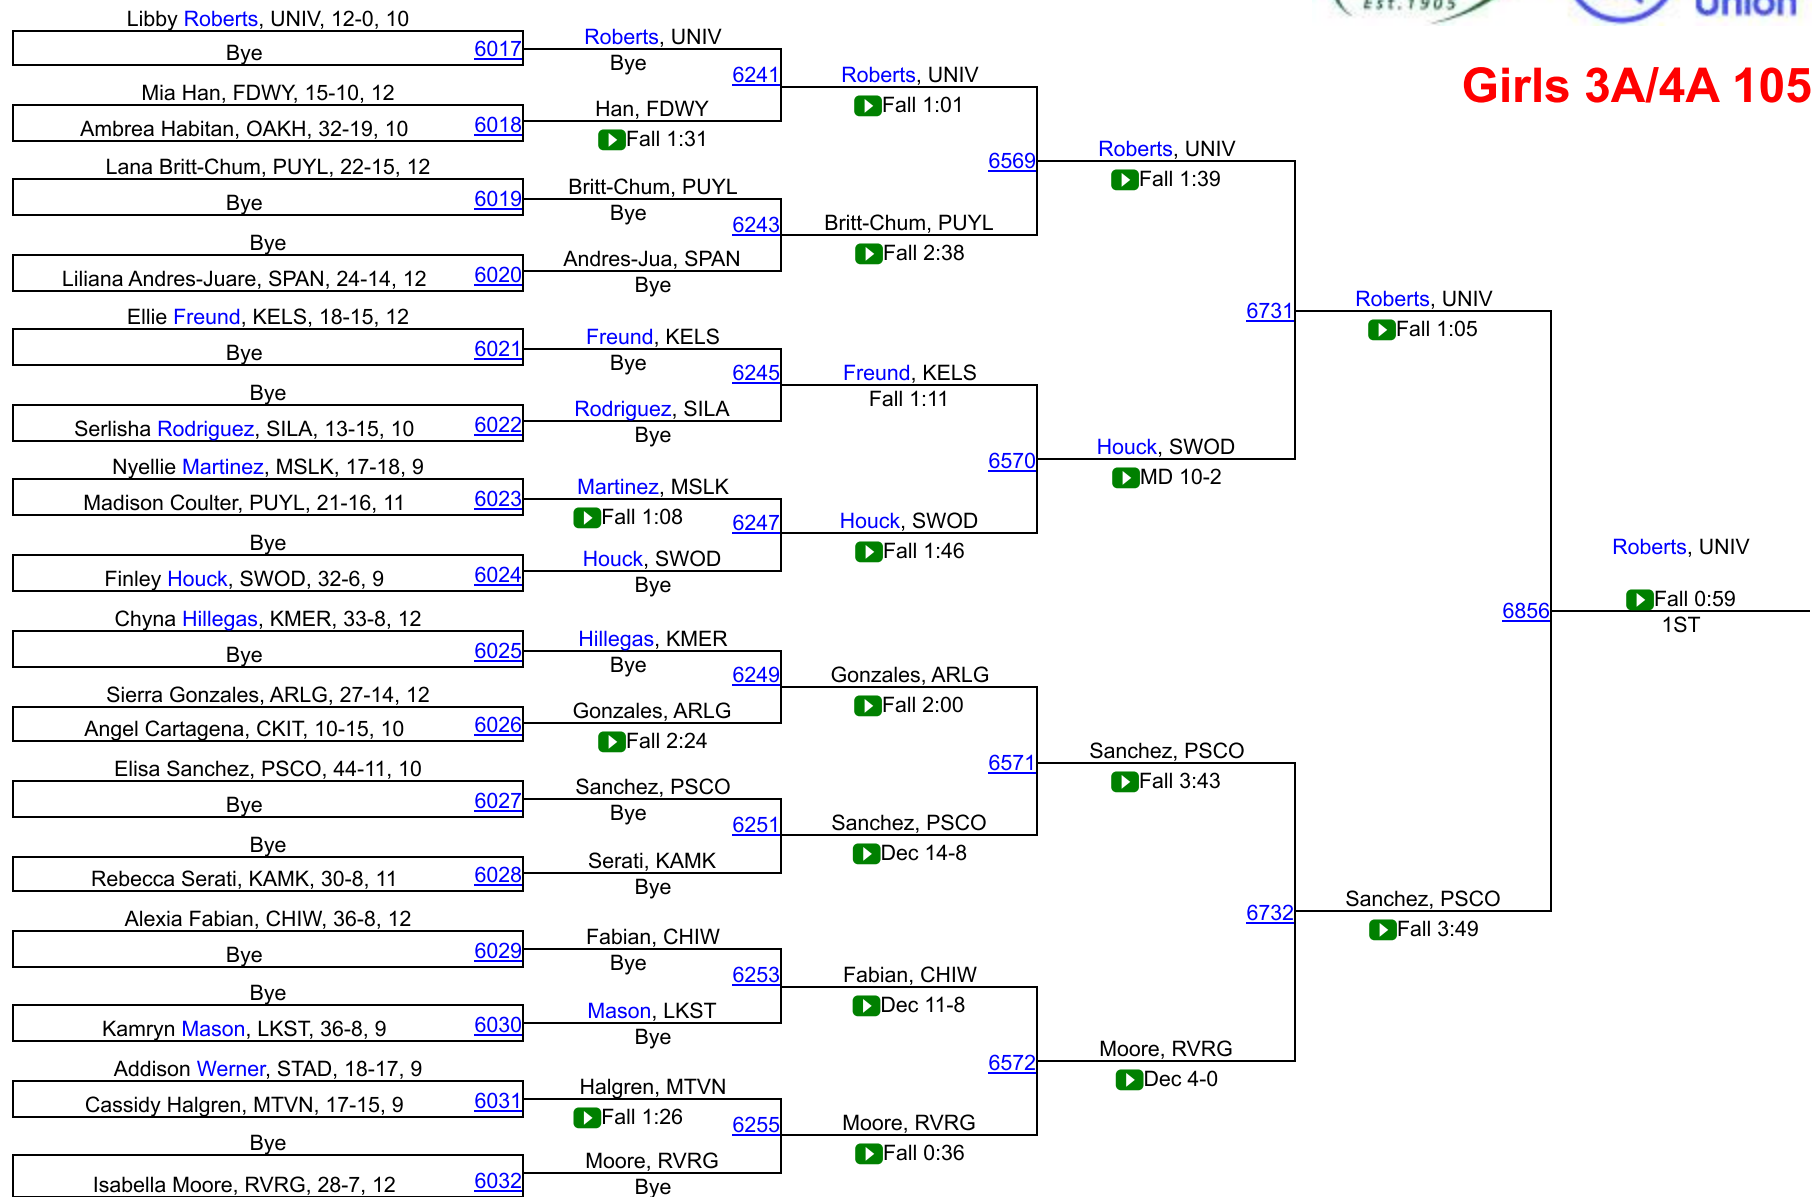 Est. 1905
Union
Girls 3A/4A 105
Libby Roberts, UNIV, 12-0, 10
Bye
6017
Mia Han, FDWY, 15-10, 12
Ambrea Habitan, OAKH, 32-19, 10
6018
Lana Britt-Chum, PUYL, 22-15, 12
Bye
6019
Bye
Liliana Andres-Juare, SPAN, 24-14, 12
6020
Ellie Freund, KELS, 18-15, 12
Bye
6021
Bye
Serlisha Rodriguez, SILA, 13-15, 10
6022
Nyellie Martinez, MSLK, 17-18, 9
Madison Coulter, PUYL, 21-16, 11
6023
Bye
Finley Houck, SWOD, 32-6, 9
6024
Chyna Hillegas, KMER, 33-8, 12
Bye
6025
Sierra Gonzales, ARLG, 27-14, 12
Angel Cartagena, CKIT, 10-15, 10
6026
Elisa Sanchez, PSCO, 44-11, 10
Bye
6027
Bye
Rebecca Serati, KAMK, 30-8, 11
6028
Alexia Fabian, CHIW, 36-8, 12
Bye
6029
Bye
Kamryn Mason, LKST, 36-8, 9
6030
Addison Werner, STAD, 18-17, 9
Cassidy Halgren, MTVN, 17-15, 9
6031
Bye
Isabella Moore, RVRG, 28-7, 12
6032
Roberts, UNIV
Bye
6241
Han, FDWY
Fall 1:31
Britt-Chum, PUYL
Bye
6243
Andres-Jua, SPAN
Bye
Freund, KELS
Bye
6245
Rodriguez, SILA
Bye
Martinez, MSLK
Fall 1:08
6247
Houck, SWOD
Bye
Hillegas, KMER
Bye
6249
Gonzales, ARLG
Fall 2:24
Sanchez, PSCO
Bye
6251
Serati, KAMK
Bye
Fabian, CHIW
Bye
6253
Mason, LKST
Bye
Halgren, MTVN
Fall 1:26
6255
Moore, RVRG
Bye
Roberts, UNIV
Fall 1:01
6569
Britt-Chum, PUYL
Fall 2:38
Freund, KELS
Fall 1:11
6570
Houck, SWOD
Fall 1:46
Gonzales, ARLG
Fall 2:00
6571
Sanchez, PSCO
Dec 14-8
Fabian, CHIW
Dec 11-8
6572
Moore, RVRG
Fall 0:36
Roberts, UNIV
Fall 1:39
6731
Houck, SWOD
MD 10-2
Sanchez, PSCO
Fall 3:43
6732
Moore, RVRG
Dec 4-0
Roberts, UNIV
Fall 1:05
6856
Sanchez, PSCO
Fall 3:49
Roberts, UNIV
Fall 0:59
1ST